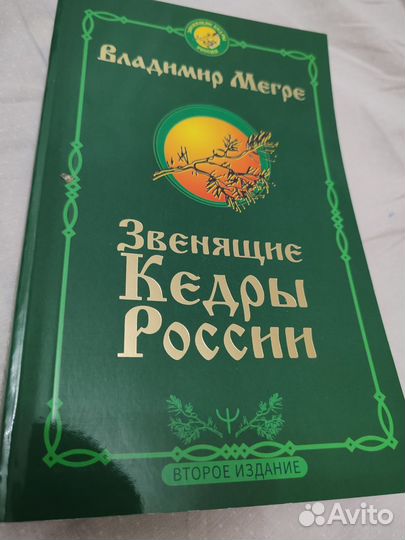 Владимир Мегре
Звенящие
Кедры
России
ВТОРОЕ ИЗДАНИЕ
Avito